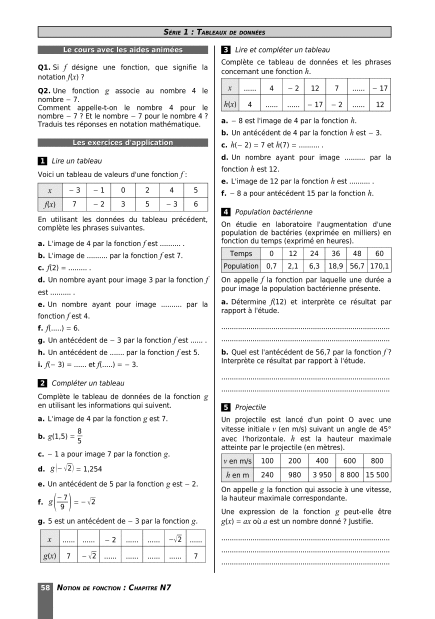 SÉRIE 1 : TABLEAUX DE DONNÉES
Le cours avec les aides animées
Q1. Si f désigne une fonction, que signifie la
notation f(x) ?
Q2. Une fonction g associe au nombre 4 le
nombre − 7.
Comment appelle-t-on le nombre 4 pour le
nombre − 7 ? Et le nombre − 7 pour le nombre 4 ?
Traduis tes réponses en notation mathématique.
Les exercices d'application
1 Lire un tableau
Voici un tableau de valeurs d'une fonction f :
x − 3 − 1 0 2 4 5
f(x) 7 − 2 3 5 − 3 6
En utilisant les données du tableau précédent,
complète les phrases suivantes.
a. L'image de 4 par la fonction f est .......... .
b. L'image de .......... par la fonction f est 7.
c. f(2) = ......... .
d. Un nombre ayant pour image 3 par la fonction f
est .......... .
e. Un nombre ayant pour image .......... par la
fonction f est 4.
f. f(.....) = 6.
g. Un antécédent de − 3 par la fonction f est ...... .
h. Un antécédent de ....... par la fonction f est 5.
i. f(− 3) = ...... et f(.....) = − 3.
2 Compléter un tableau
Complète le tableau de données de la fonction g
en utilisant les informations qui suivent.
a. L'image de 4 par la fonction g est 7.
b. g(1,5) = 8/5
c. − 1 a pour image 7 par la fonction g.
d. g(−√2) = 1,254
e. Un antécédent de 5 par la fonction g est − 2.
f. g(−7/9) = −√2
g. 5 est un antécédent de − 3 par la fonction g.
x ...... ...... − 2 ...... ...... −√2 ......
g(x) 7 −√2 ...... ...... ...... ...... 7
3 Lire et compléter un tableau
Complète ce tableau de données et les phrases
concernant une fonction h.
x ...... 4 − 2 12 7 ...... − 17
h(x) 4 ...... ...... − 17 − 2 ...... 12
a. − 8 est l'image de 4 par la fonction h.
b. Un antécédent de 4 par la fonction h est − 3.
c. h(− 2) = 7 et h(7) = .......... .
d. Un nombre ayant pour image .......... par la
fonction h est 12.
e. L'image de 12 par la fonction h est .......... .
f. − 8 a pour antécédent 15 par la fonction h.
4 Population bactérienne
On étudie en laboratoire l'augmentation d'une
population de bactéries (exprimée en milliers) en
fonction du temps (exprimé en heures).
Temps 0 12 24 36 48 60
Population 0,7 2,1 6,3 18,9 56,7 170,1
On appelle f la fonction par laquelle une durée a
pour image la population bactérienne présente.
a. Détermine f(12) et interprète ce résultat par
rapport à l'étude.
b. Quel est l'antécédent de 56,7 par la fonction f ?
Interprète ce résultat par rapport à l'étude.
5 Projectile
Un projectile est lancé d'un point O avec une
vitesse initiale v (en m/s) suivant un angle de 45°
avec l'horizontale. h est la hauteur maximale
atteinte par le projectile (en mètres).
v en m/s 100 200 400 600 800
h en m 240 980 3 950 8 800 15 500
On appelle g la fonction qui associe à une vitesse,
la hauteur maximale correspondante.
Une expression de la fonction g peut-elle être
g(x) = ax où a est un nombre donné ? Justifie.
58 NOTION DE FONCTION : CHAPITRE N7